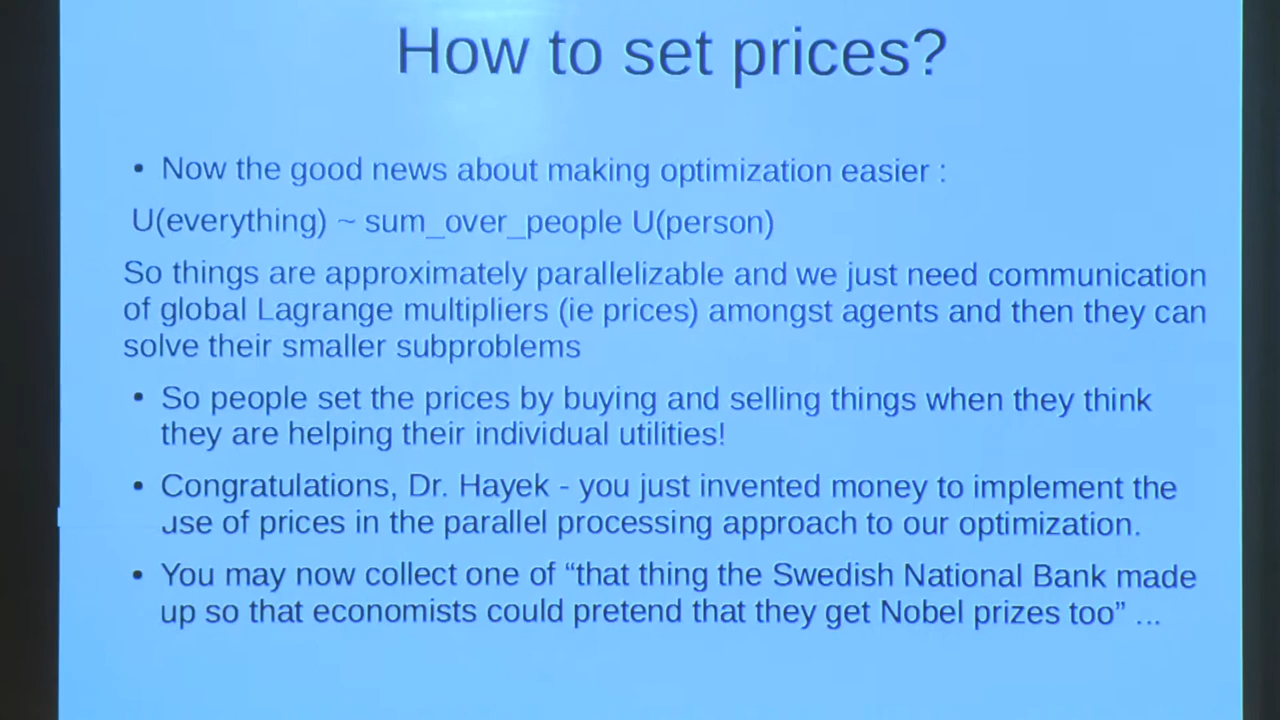 How to set prices?
• Now the good news about making optimization easier :
U(everything) ~ sum_over_people U(person)
So things are approximately parallelizable and we just need communication
of global Lagrange multipliers (ie prices) amongst agents and then they can
solve their smaller subproblems
• So people set the prices by buying and selling things when they think
they are helping their individual utilities!
• Congratulations, Dr. Hayek - you just invented money to implement the
use of prices in the parallel processing approach to our optimization.
• You may now collect one of “that thing the Swedish National Bank made
up so that economists could pretend that they get Nobel prizes too” ...